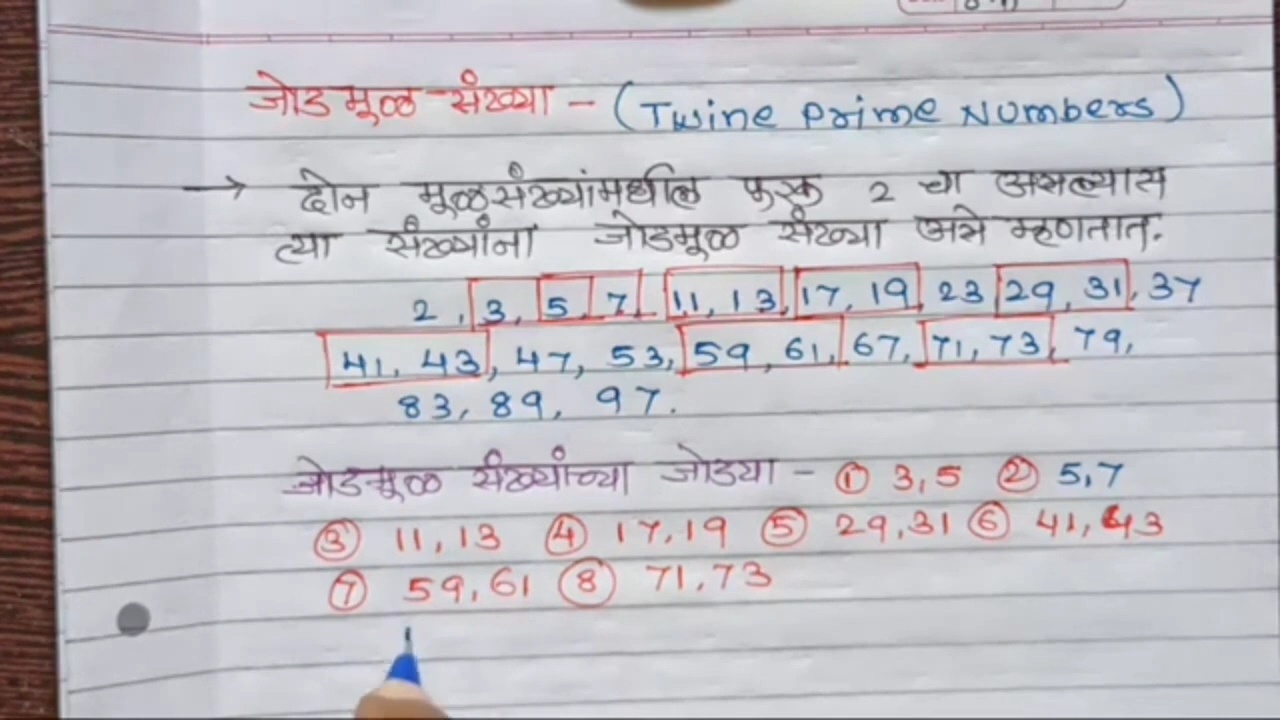 जोडमूळ संख्या - (Twine Prime Numbers)
→ दोन मूळसंख्यांमधील फरक 2 चा असल्यास
त्या संख्यांना जोडमूळ संख्या असे म्हणतात.
2, 3, 5, 7, 11, 13, 17, 19, 23, 29, 31, 37
41, 43, 47, 53, 59, 61, 67, 71, 73, 79,
83, 89, 97.
जोडमूळ संख्यांच्या जोडया - ① 3,5 ② 5,7
③ 11,13 ④ 17,19 ⑤ 29,31 ⑥ 41,43
⑦ 59,61 ⑧ 71,73